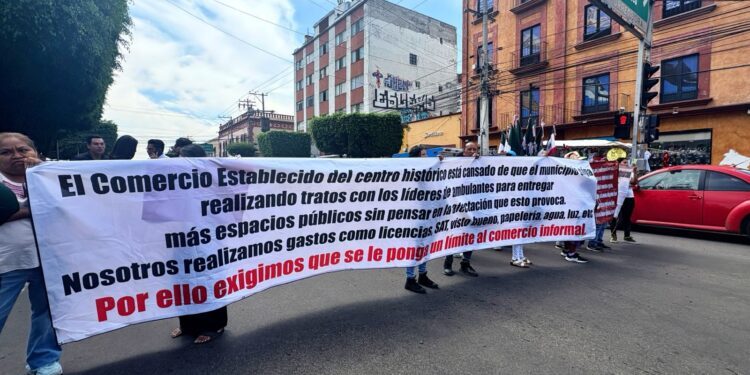 El Comercio Establecido del centro histórico está cansado de que el municipio
realizando tratos con los líderes de ambulantes para entregar
más espacios públicos sin pensar en la afectación que esto provoca.
Nosotros realizamos gastos como licencias, SAT, visto bueno, papelería, agua, luz, etc
Por ello exigimos que se le ponga un límite al comercio informal.